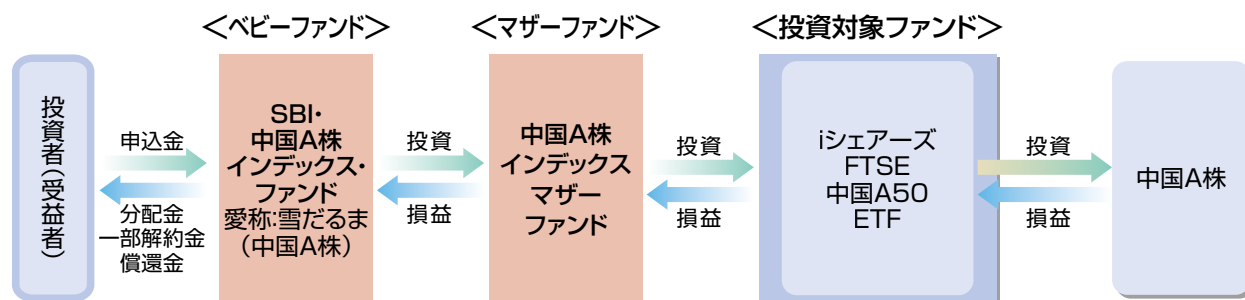 ＜ベビーファンド＞
＜マザーファンド＞
＜投資対象ファンド＞
投資者（受益者）
申込金
分配金
一部解約金
償還金
SBI・
中国A株
インデックス・
ファンド
愛称:雪だるま
（中国A株）
投資
損益
中国A株
インデックス
マザー
ファンド
投資
損益
iシェアーズ
FTSE
中国A50
ETF
投資
損益
中国A株